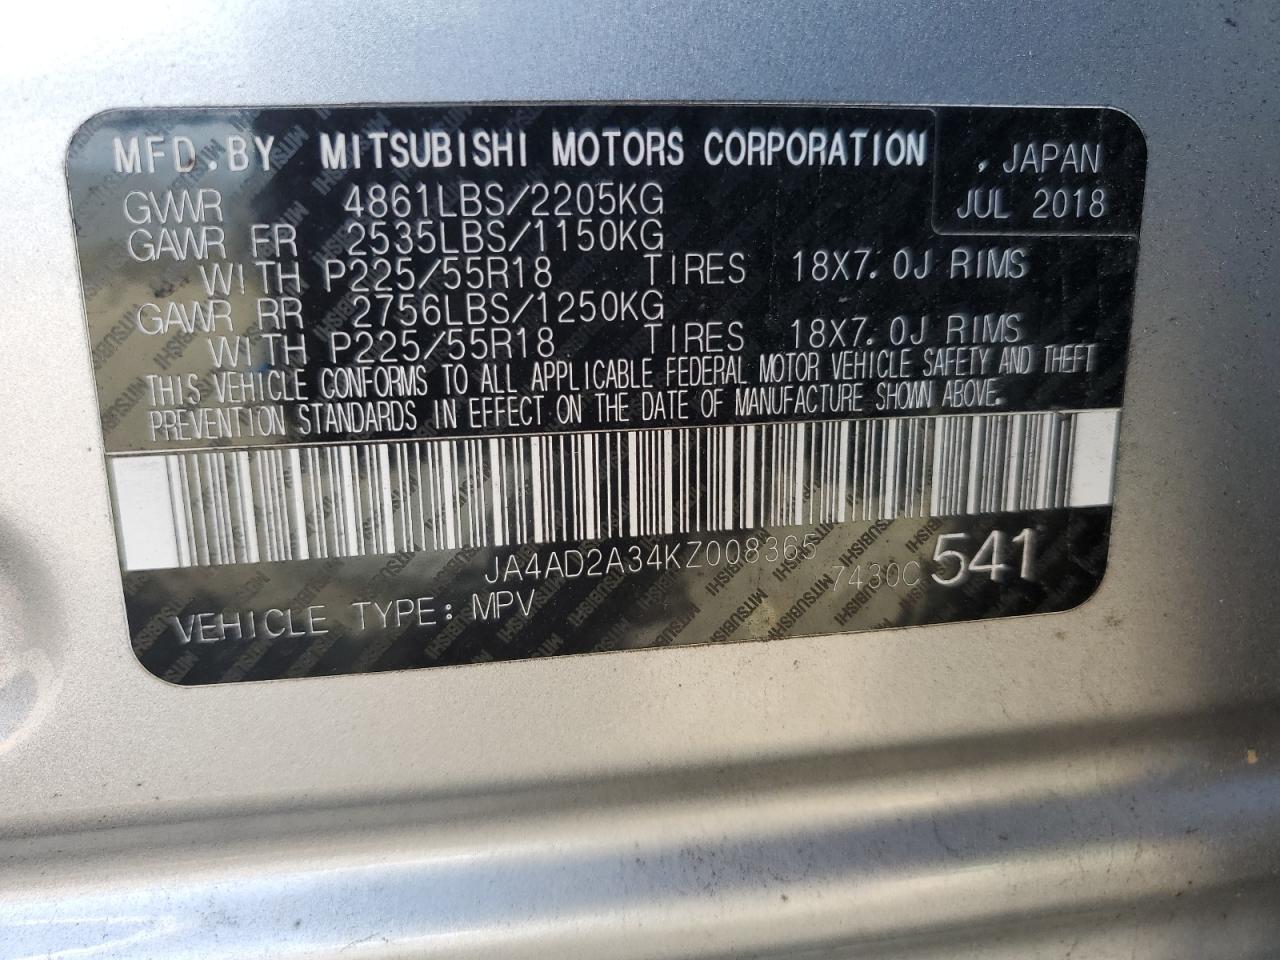 MFD.BY MITSUBISHI MOTORS CORPORATION , JAPAN
GVWR 4861LBS/2205KG JUL 2018
GAWR FR 2535LBS/1150KG
WITH P225/55R18 TIRES 18X7.0J RIMS
GAWR RR 2756LBS/1250KG
WITH P225/55R18 TIRES 18X7.0J RIMS
THIS VEHICLE CONFORMS TO ALL APPLICABLE FEDERAL MOTOR VEHICLE SAFETY AND THEFT
PREVENTION STANDARDS IN EFFECT ON THE DATE OF MANUFACTURE SHOWN ABOVE.
JA4AD2A34KZ008365
7430C 541
VEHICLE TYPE: MPV